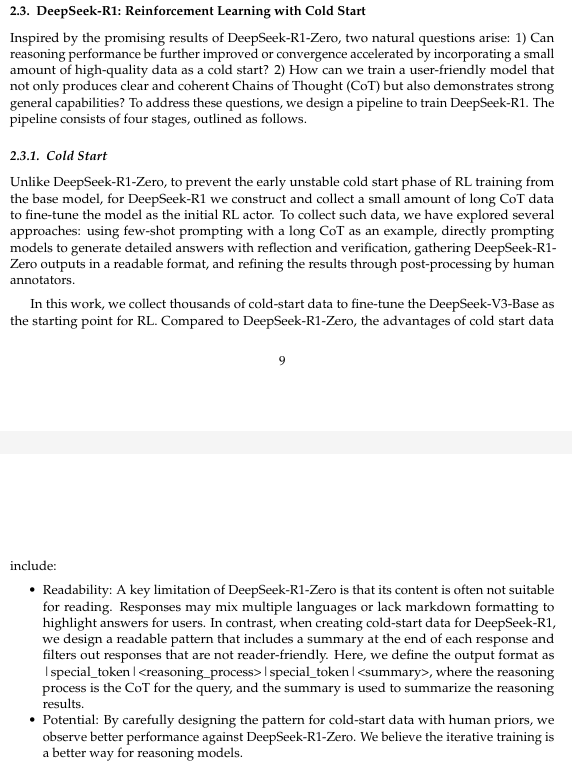 2.3. DeepSeek-R1: Reinforcement Learning with Cold Start
Inspired by the promising results of DeepSeek-R1-Zero, two natural questions arise: 1) Can
reasoning performance be further improved or convergence accelerated by incorporating a small
amount of high-quality data as a cold start? 2) How can we train a user-friendly model that
not only produces clear and coherent Chains of Thought (CoT) but also demonstrates strong
general capabilities? To address these questions, we design a pipeline to train DeepSeek-R1. The
pipeline consists of four stages, outlined as follows.
2.3.1. Cold Start
Unlike DeepSeek-R1-Zero, to prevent the early unstable cold start phase of RL training from
the base model, for DeepSeek-R1 we construct and collect a small amount of long CoT data
to fine-tune the model as the initial RL actor. To collect such data, we have explored several
approaches: using few-shot prompting with a long CoT as an example, directly prompting
models to generate detailed answers with reflection and verification, gathering DeepSeek-R1-
Zero outputs in a readable format, and refining the results through post-processing by human
annotators.
In this work, we collect thousands of cold-start data to fine-tune the DeepSeek-V3-Base as
the starting point for RL. Compared to DeepSeek-R1-Zero, the advantages of cold start data
9
include:
• Readability: A key limitation of DeepSeek-R1-Zero is that its content is often not suitable
for reading. Responses may mix multiple languages or lack markdown formatting to
highlight answers for users. In contrast, when creating cold-start data for DeepSeek-R1,
we design a readable pattern that includes a summary at the end of each response and
filters out responses that are not reader-friendly. Here, we define the output format as
|special_token|<reasoning_process>|special_token|<summary>, where the reasoning
process is the CoT for the query, and the summary is used to summarize the reasoning
results.
• Potential: By carefully designing the pattern for cold-start data with human priors, we
observe better performance against DeepSeek-R1-Zero. We believe the iterative training is
a better way for reasoning models.